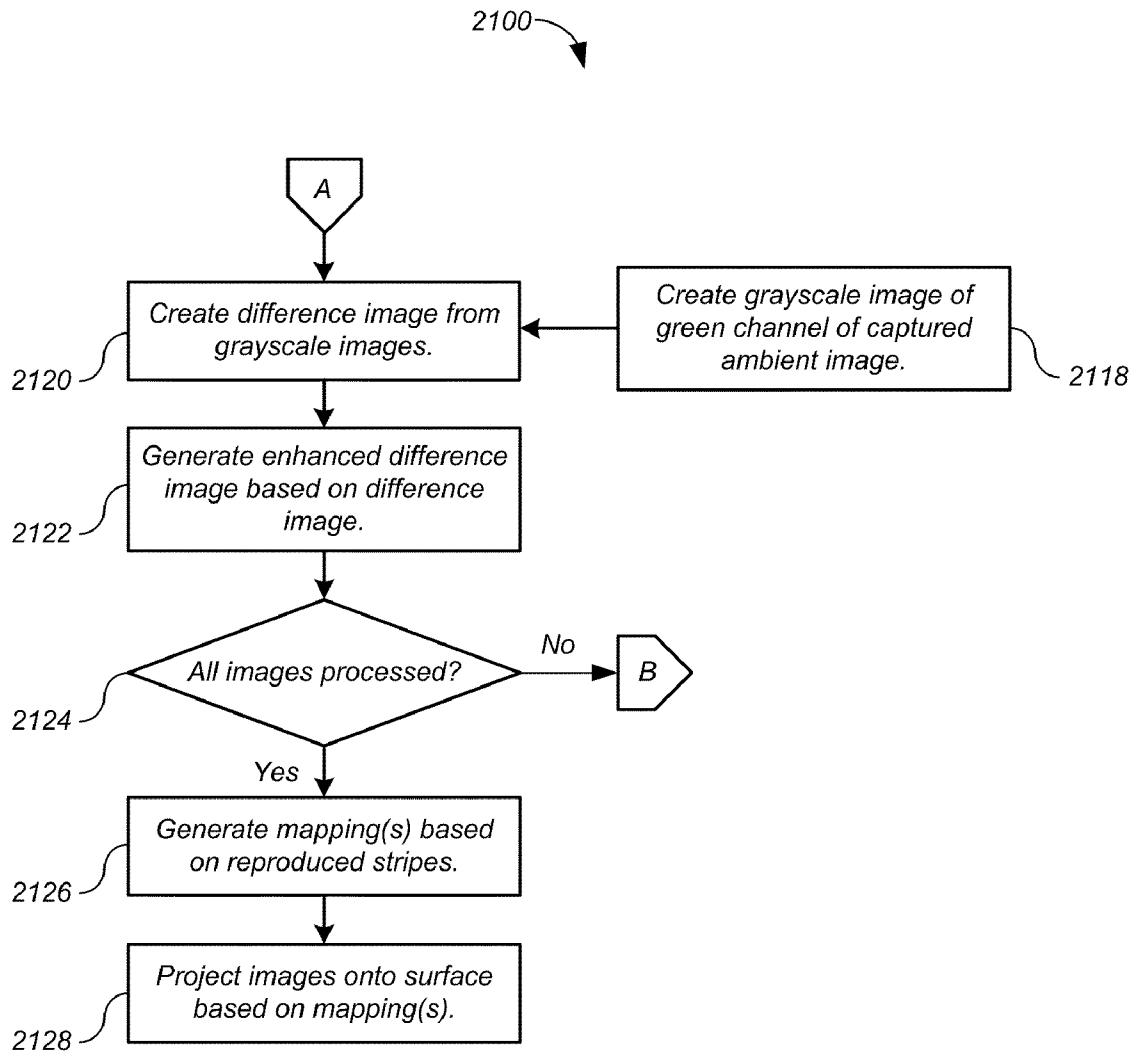 2100
A
Create difference image from
grayscale images.
2120
Create grayscale image of
green channel of captured
ambient image.
2118
Generate enhanced difference
image based on difference
image.
2122
All images processed?
No
B
2124
Yes
Generate mapping(s) based
on reproduced stripes.
2126
Project images onto surface
based on mapping(s).
2128